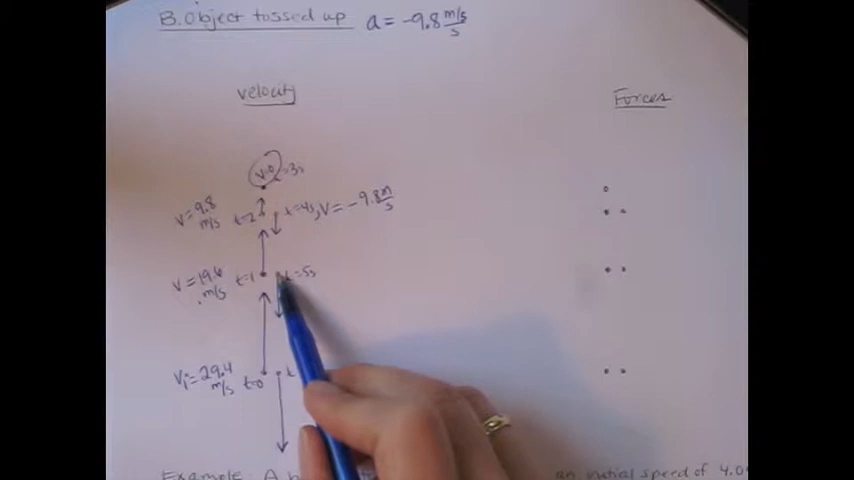 B. Object tossed up a = -9.8 m/s/s
velocity
Forces
v=0 t=3s
v=9.8 m/s t=2 t=4s, v= -9.8 m/s
v=19.6 m/s t=1 t=5s
vi=29.4 m/s t=0 t
Example. A
an initial speed of 4.0